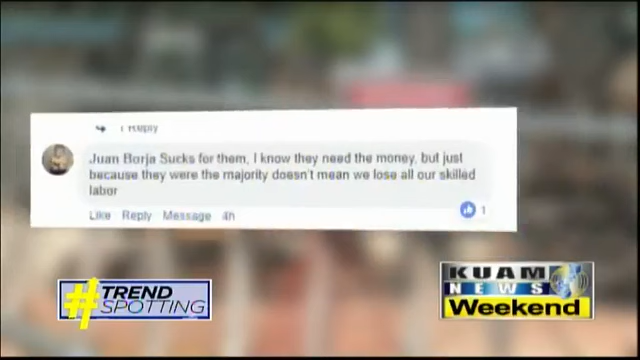 1 Reply
Juan Borja Sucks for them, I know they need the money, but just
because they were the majority doesn't mean we lose all our skilled
labor
Like Reply Message 4h
1
#TREND
SPOTTING
KUAM
NEWS
Weekend